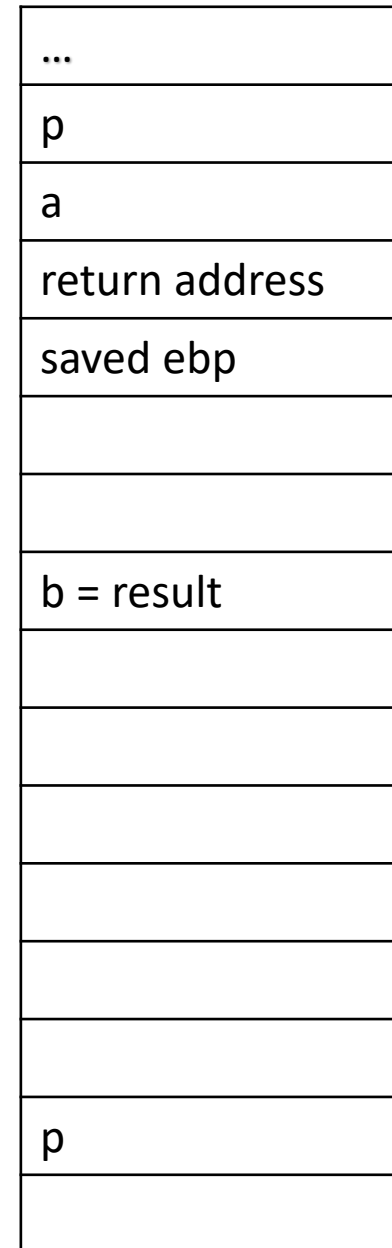 ...
p
a
return address
saved ebp
b = result
p